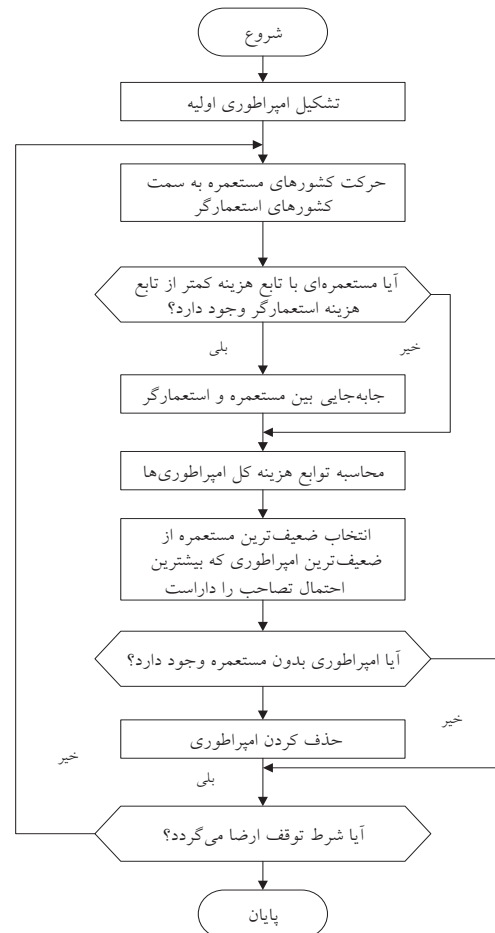 شروع
تشکیل امپراطوری اولیه
حرکت کشورهای مستعمره به سمت
کشورهای استعمارگر
آیا مستعمره‌ای با تابع هزینه کمتر از تابع
هزینه استعمارگر وجود دارد؟
بلی
خیر
جابه‌جایی بین مستعمره و استعمارگر
محاسبه توابع هزینه کل امپراطوری‌ها
انتخاب ضعیف‌ترین مستعمره از
ضعیف‌ترین امپراطوری که بیشترین
احتمال تصاحب را داراست
آیا امپراطوری بدون مستعمره وجود دارد؟
خیر
حذف کردن امپراطوری
خیر
بلی
آیا شرط توقف ارضا می‌گردد؟
پایان